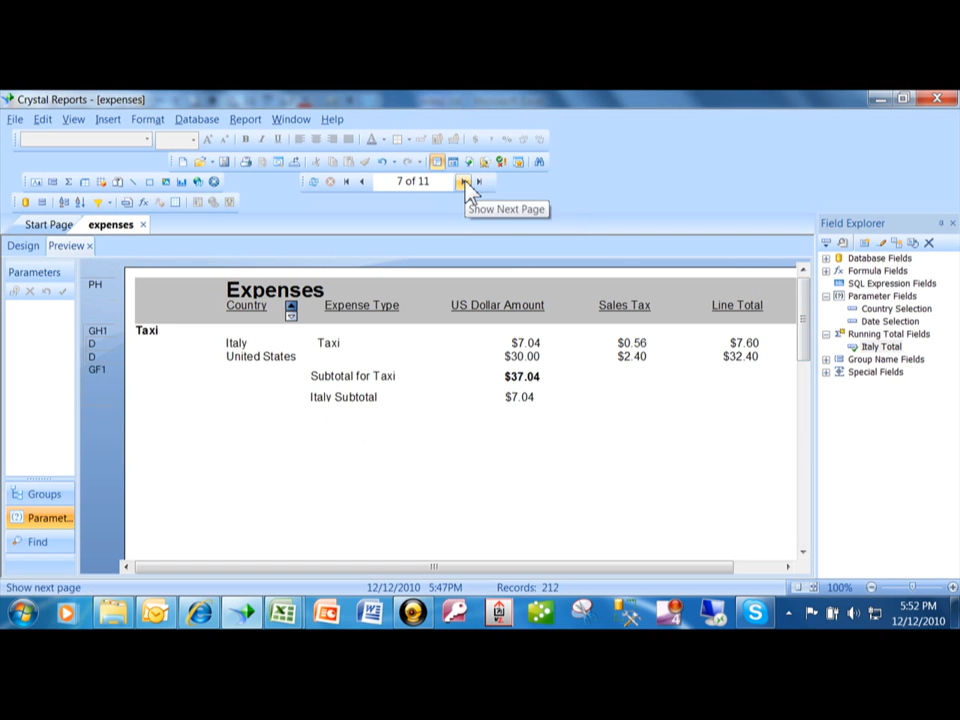 Crystal Reports - [expenses]
File Edit View Insert Format Database Report Window Help
7 of 11
Show Next Page
Start Page expenses
Design Preview
Parameters
PH
GH1
D
D
GF1
Groups
Paramet...
Find
Expenses
Country Expense Type US Dollar Amount Sales Tax Line Total
Taxi
Italy Taxi $7.04 $0.56 $7.60
United States $30.00 $2.40 $32.40
Subtotal for Taxi $37.04
Italy Subtotal $7.04
Field Explorer
Database Fields
Formula Fields
SQL Expression Fields
Parameter Fields
Country Selection
Date Selection
Running Total Fields
Italy Total
Group Name Fields
Special Fields
Show next page 12/12/2010 5:47PM Records: 212 100%
5:52 PM
12/12/2010